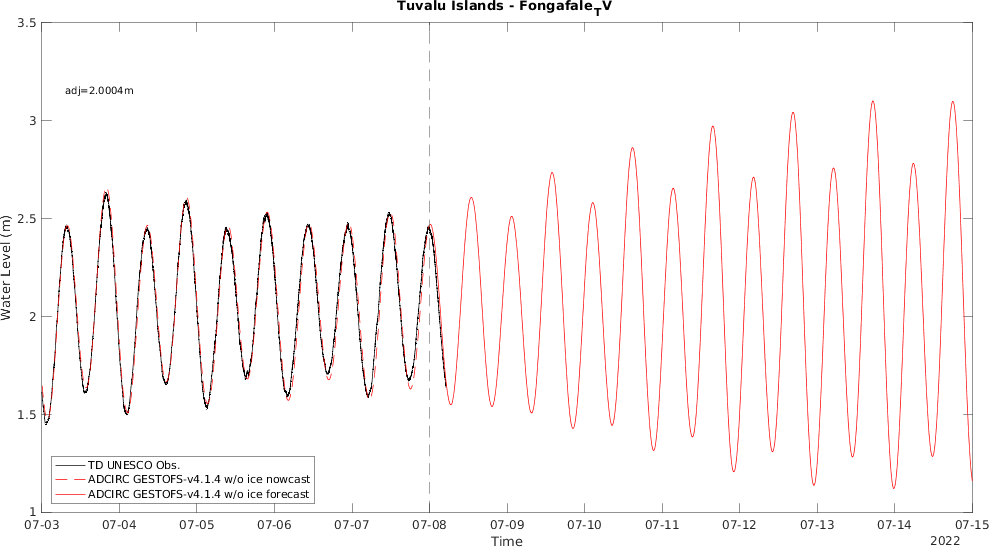 Tuvalu Islands - Fongafale_TV
3.5
adj=2.0004m
3
2.5
Water Level (m)
2
1.5
TD UNESCO Obs.
ADCIRC GESTOFS-v4.1.4 w/o ice nowcast
ADCIRC GESTOFS-v4.1.4 w/o ice forecast
1
07-03 07-04 07-05 07-06 07-07 07-08 07-09 07-10 07-11 07-12 07-13 07-14 07-15
Time
2022